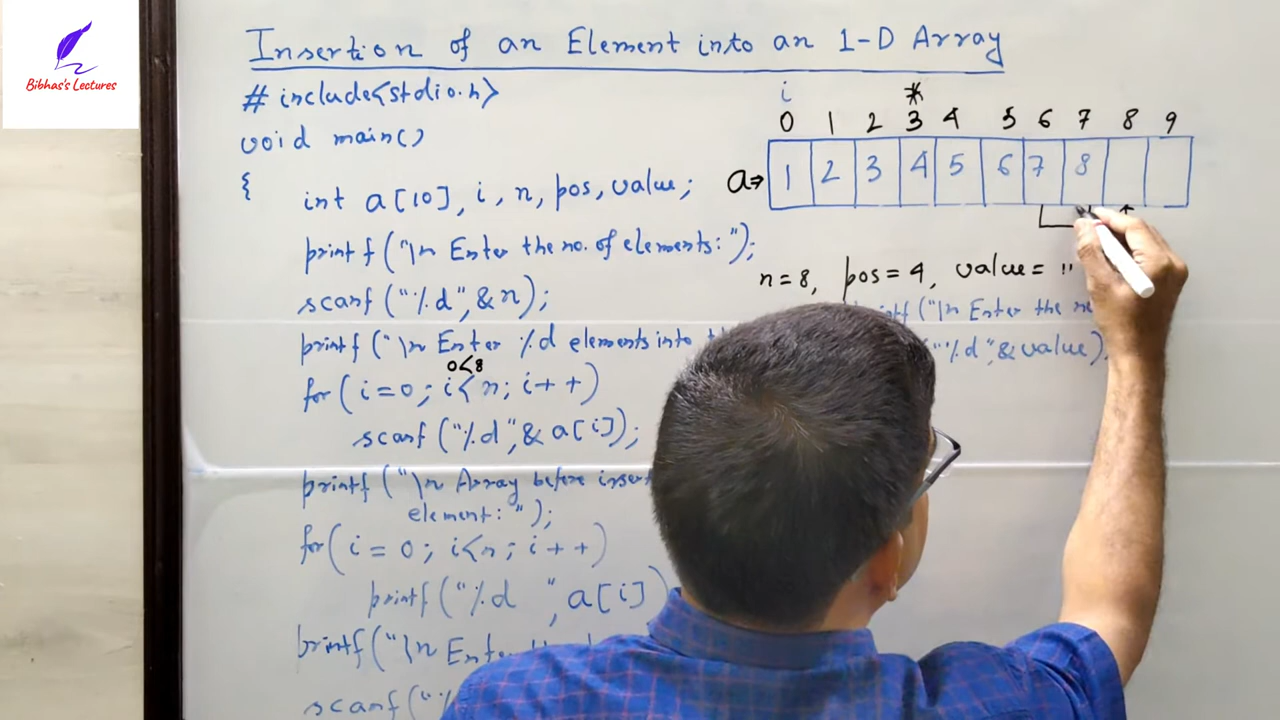 Bibhas's Lectures
Insertion of an Element into an 1-D Array
# include<stdio.h>
void main()
{
int a[10], i, n, pos, value;
printf("\n Enter the no. of elements: ");
scanf("%d", &n);
printf("\n Enter %d elements into
0<8
for(i=0; i<n; i++)
scanf("%d", &a[i]);
printf("\n Array before insert
element: ");
for(i = 0; i<n; i++)
printf("%d ", a[i])
printf("\n Enter
scanf("%
i *
0 1 2 3 4 5 6 7 8 9
a⇒ 1 2 3 4 5 6 7 8
n=8, pos=4, value=
("\n Enter the
"%d", &value)